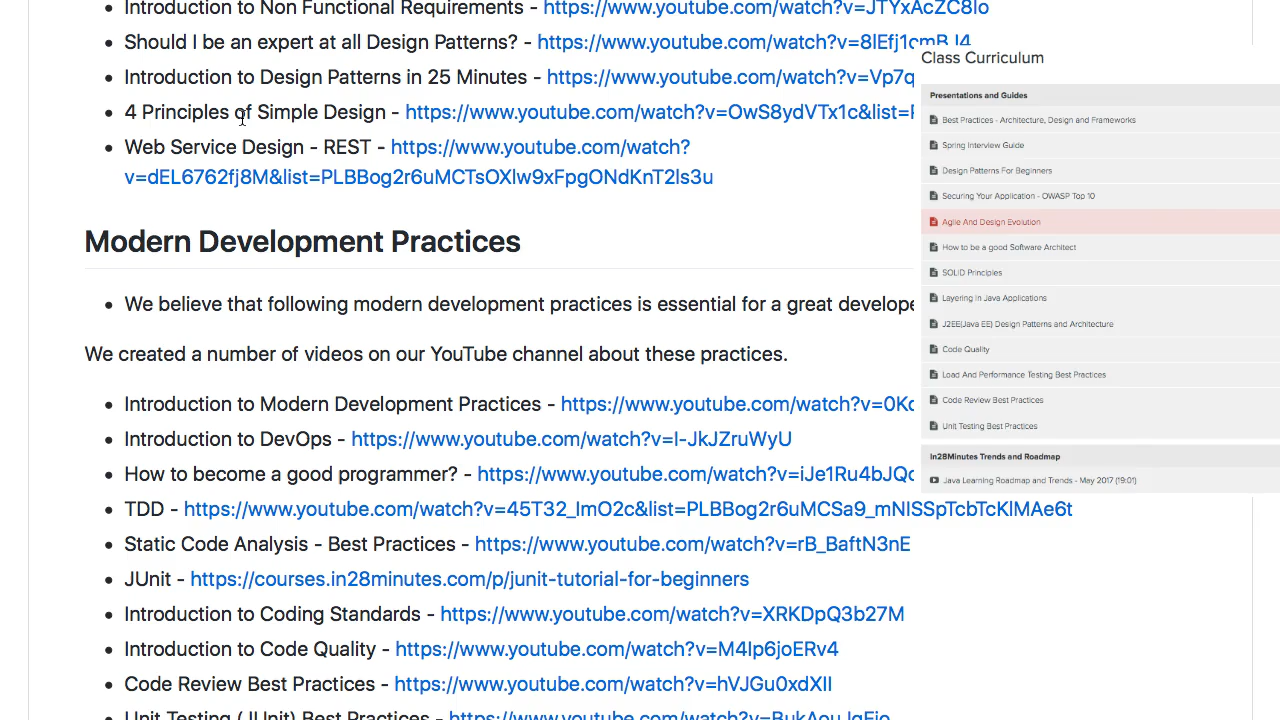 Introduction to Non Functional Requirements - https://www.youtube.com/watch?v=JTYxAcZC8Io
Should I be an expert at all Design Patterns? -
Introduction to Design Patterns in 25 Minutes - https://www.youtube.com/watch?v=Vp7q
4 Principles of Simple Design - https://www.youtube.com/watch?v=OwS8ydVTx1c&list=
Web Service Design - REST - https://www.youtube.com/watch?
v=dEL6762fj8M&list=PLBBog2r6uMCTsOXlw9xFpgONdKnT2ls3u
Modern Development Practices
We believe that following modern development practices is essential for a great develope
We created a number of videos on our YouTube channel about these practices.
Introduction to Modern Development Practices - https://www.youtube.com/watch?v=0K
Introduction to DevOps - https://www.youtube.com/watch?v=I-JkJZruWyU
How to become a good programmer? - https://www.youtube.com/watch?v=iJe1Ru4bJQ
TDD - https://www.youtube.com/watch?v=45T32_ImO2c&list=PLBBog2r6uMCSa9_mNISSpTcbTcKlMAe6t
Static Code Analysis - Best Practices - https://www.youtube.com/watch?v=rB_BaftN3nE
JUnit - https://courses.in28minutes.com/p/junit-tutorial-for-beginners
Introduction to Coding Standards - https://www.youtube.com/watch?v=XRKDpQ3b27M
Introduction to Code Quality - https://www.youtube.com/watch?v=M4Ip6joERv4
Code Review Best Practices - https://www.youtube.com/watch?v=hVJGu0xdXII
Unit Testing (JUnit) Best Practices -
Class Curriculum
Presentations and Guides
Best Practices - Architecture, Design and Frameworks
Spring Interview Guide
Design Patterns For Beginners
Securing Your Application - OWASP Top 10
Agile And Design Evolution
How to be a good Software Architect
SOLID Principles
Layering In Java Applications
J2EE(Java EE) Design Patterns and Architecture
Code Quality
Load And Performance Testing Best Practices
Code Review Best Practices
Unit Testing Best Practices
In28Minutes Trends and Roadmap
Java Learning Roadmap and Trends - May 2017 (19:01)